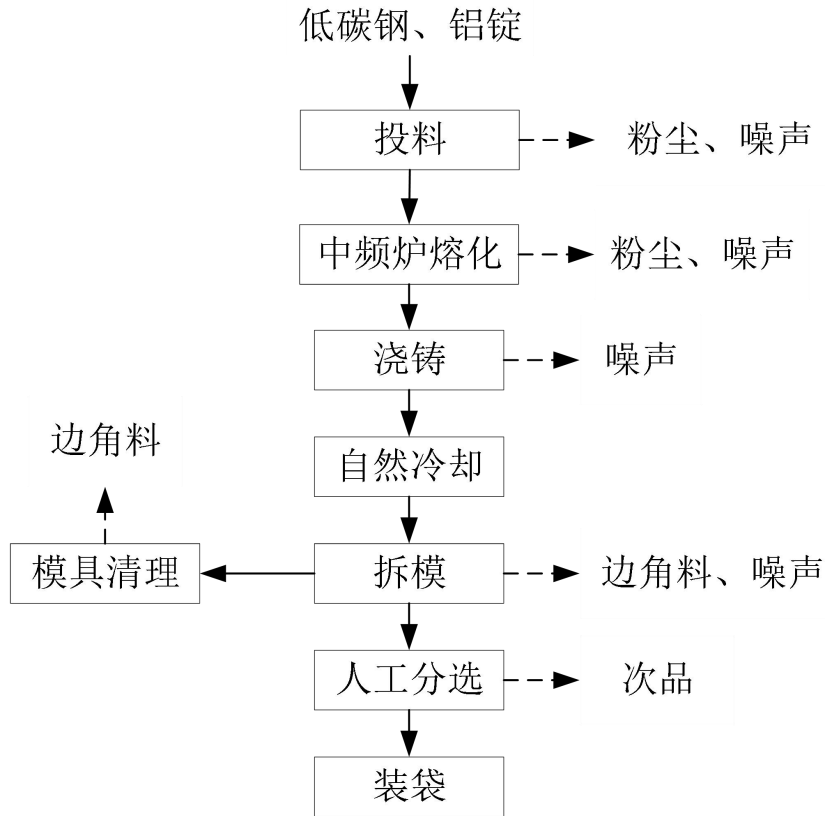 低碳钢、铝锭
投料
粉尘、噪声
中频炉熔化
粉尘、噪声
浇铸
噪声
边角料
自然冷却
模具清理
拆模
边角料、噪声
人工分选
次品
装袋